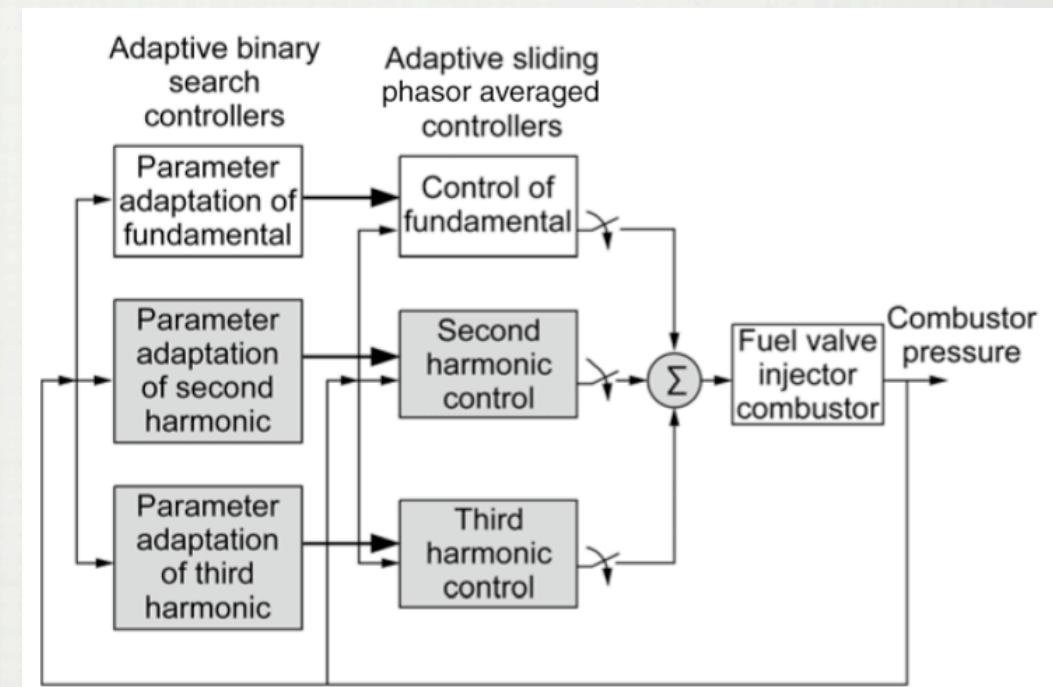 Adaptive binary
search
controllers
Adaptive sliding
phasor averaged
controllers
Parameter
adaptation of
fundamental
Control of
fundamental
Parameter
adaptation
of second
harmonic
Second
harmonic
control
Σ
Fuel valve
injector
combustor
Combustor
pressure
Parameter
adaptation
of third
harmonic
Third
harmonic
control